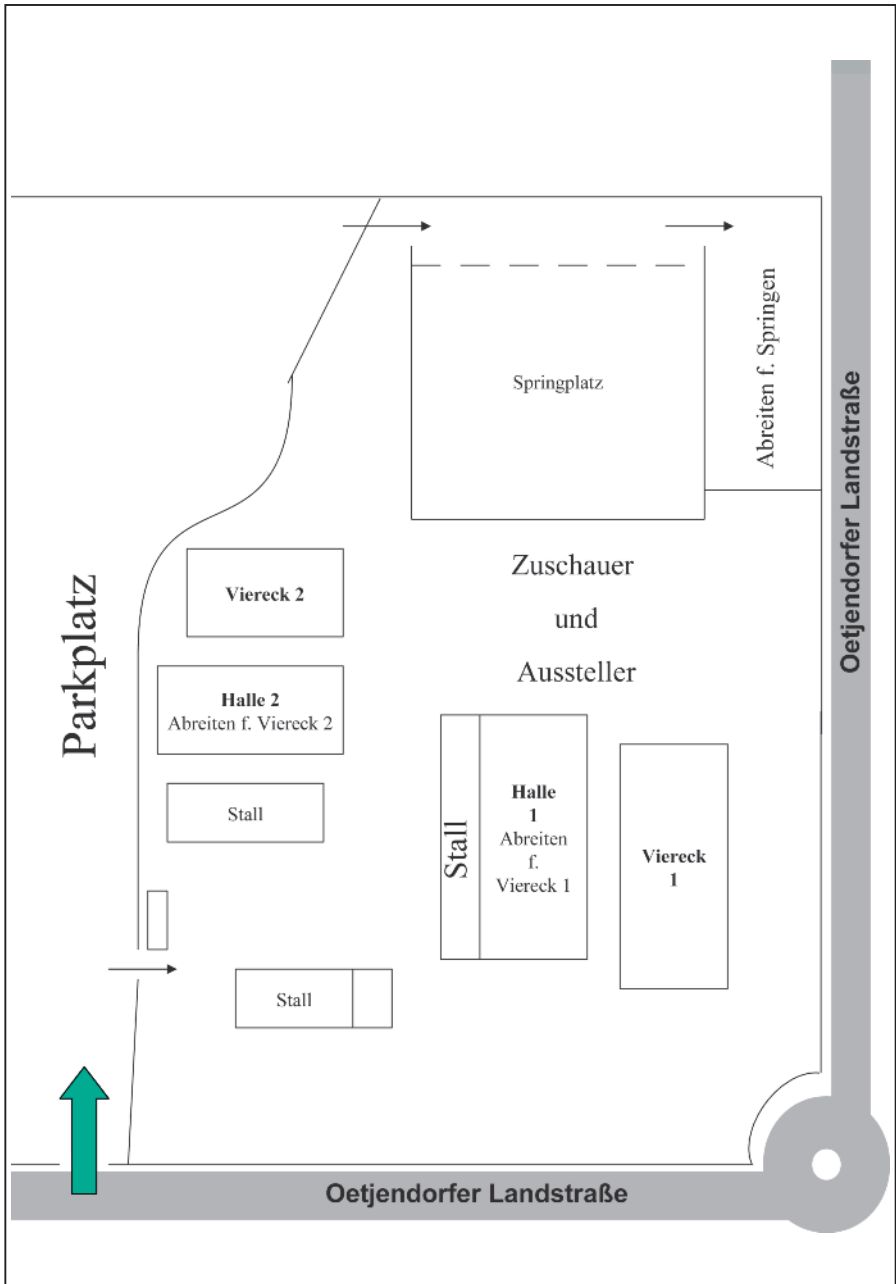 Springplatz
Abreiten f. Springen
Oetjendorfer Landstraße
Zuschauer
und
Aussteller
Parkplatz
Viereck 2
Halle 2
Abreiten f. Viereck 2
Stall
Stall
Halle
1
Abreiten
f.
Viereck 1
Viereck
1
Stall
Oetjendorfer Landstraße